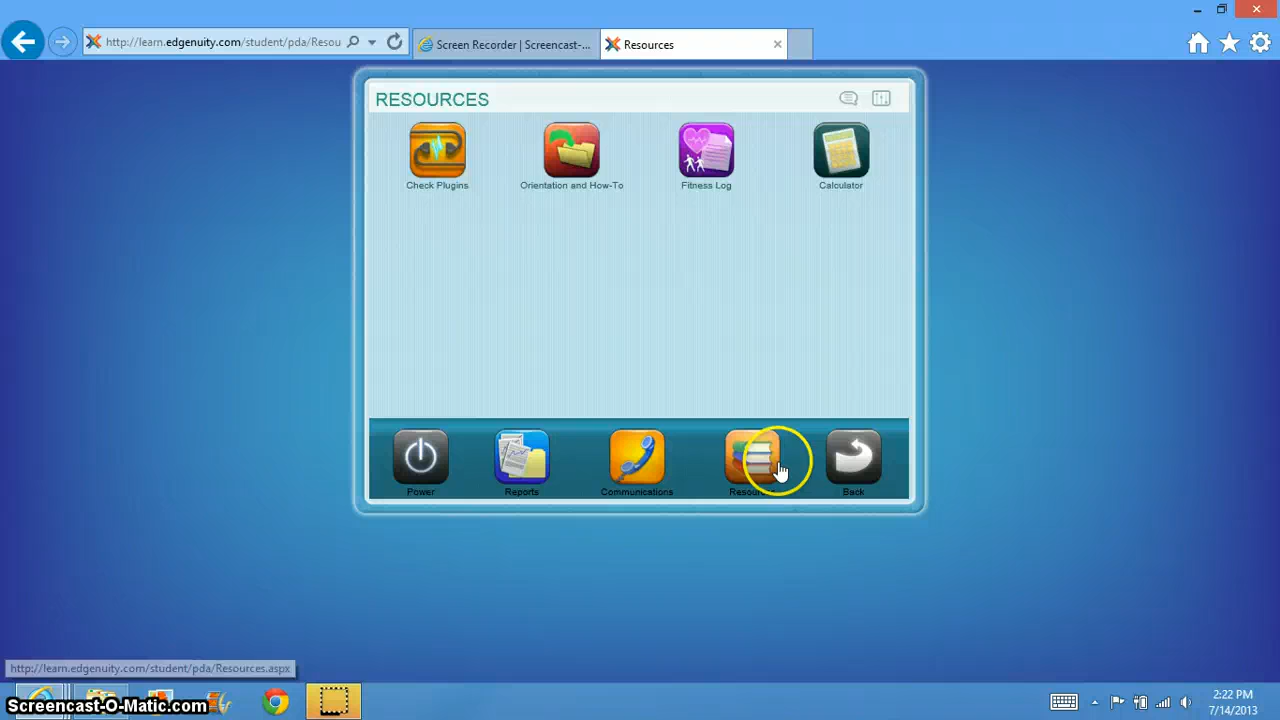 http://learn.edgenuity.com/student/pda/Resou
Screen Recorder | Screencast-...
Resources
RESOURCES
Check Plugins
Orientation and How-To
Fitness Log
Calculator
Power
Reports
Communications
Back
http://learn.edgenuity.com/student/pda/Resources.aspx
Screencast-O-Matic.com
2:22 PM
7/14/2013